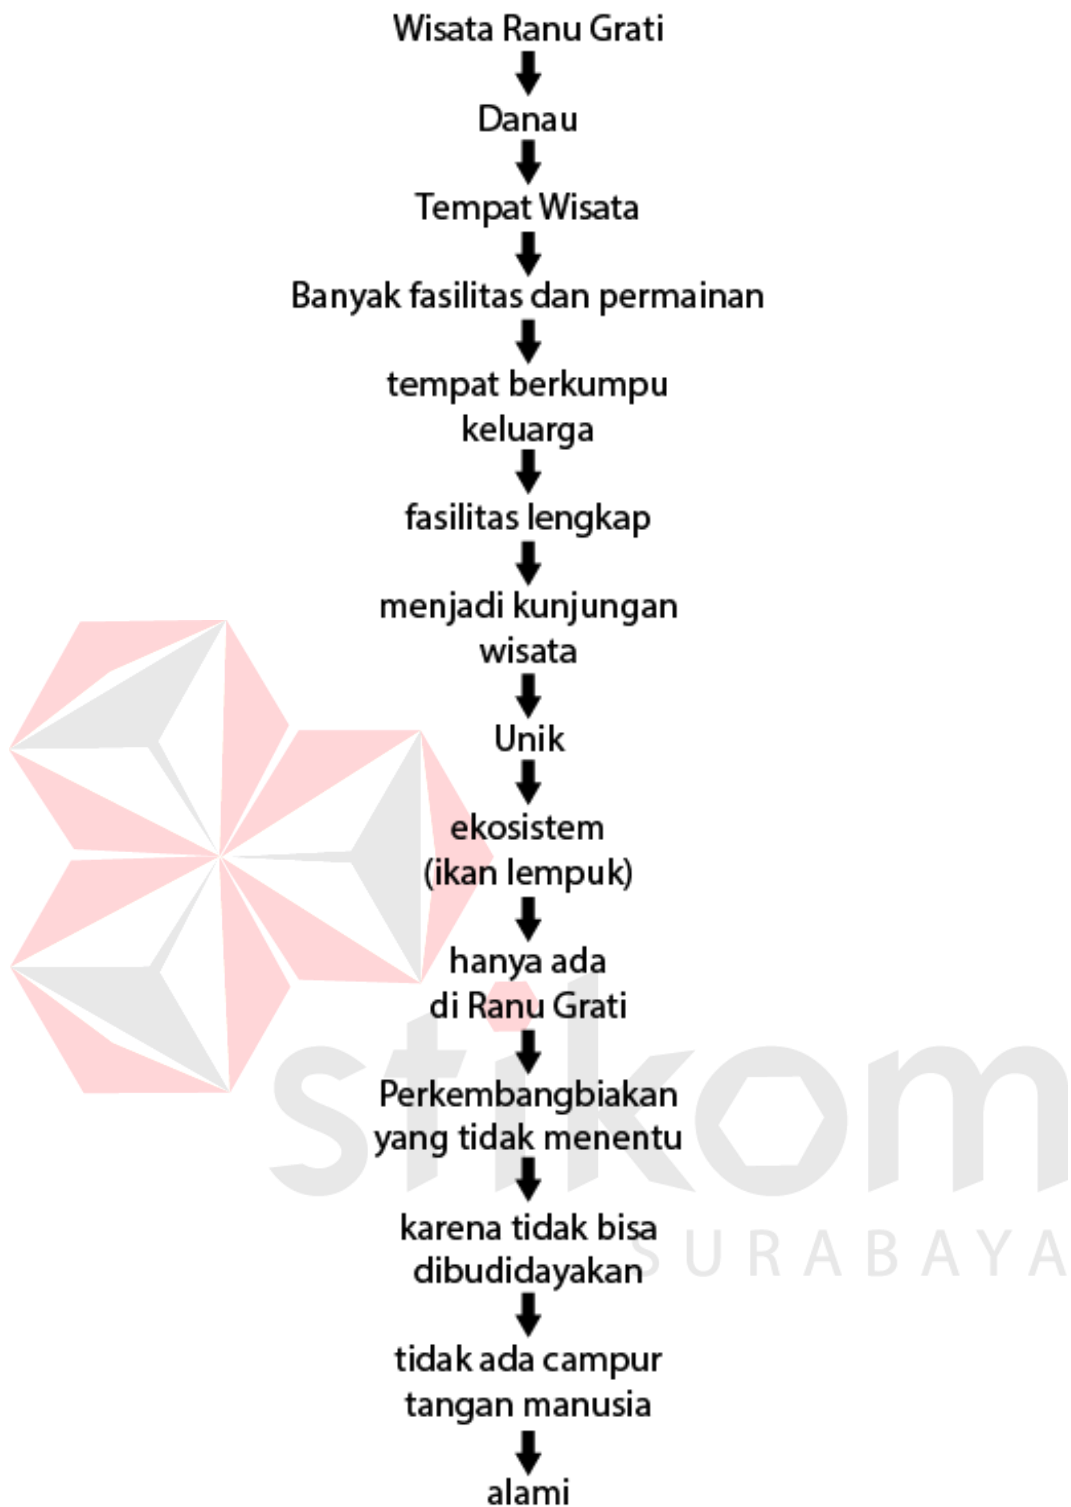 Wisata Ranu Grati
Danau
Tempat Wisata
Banyak fasilitas dan permainan
tempat berkumpu
keluarga
fasilitas lengkap
menjadi kunjungan
wisata
Unik
ekosistem
(ikan lempuk)
hanya ada
di Ranu Grati
Perkembangbiakan
yang tidak menentu
karena tidak bisa
dibudidayakan
tidak ada campur
tangan manusia
alami
stikom
SURABAYA